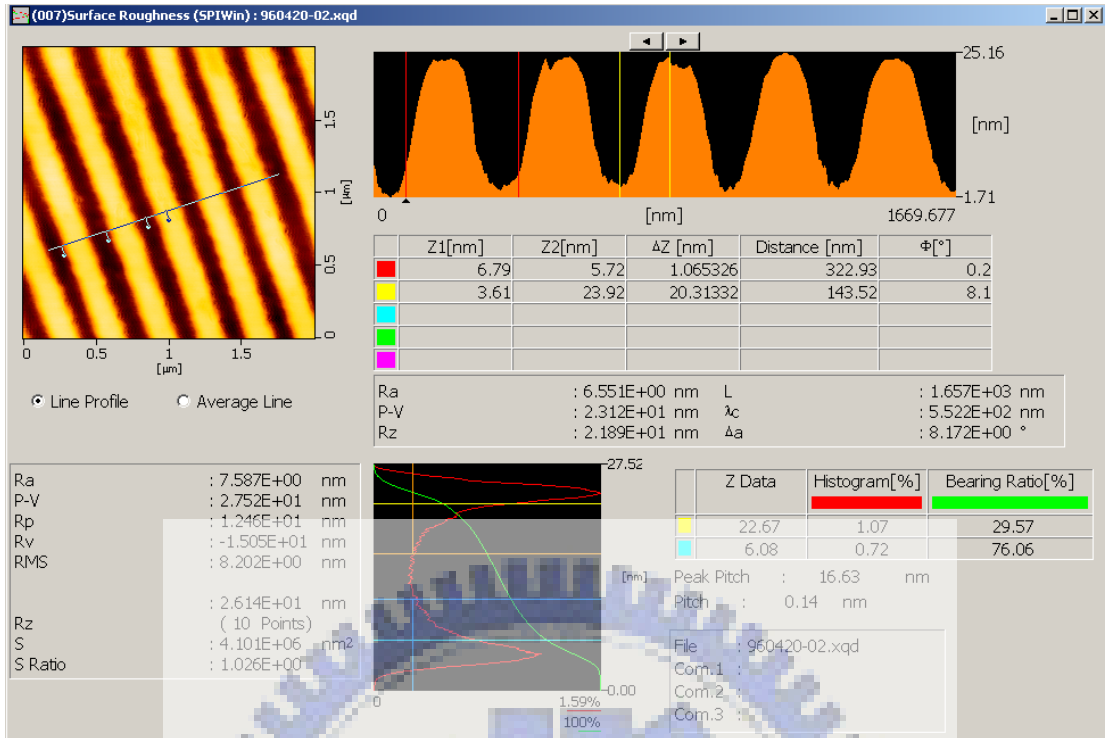 (007)Surface Roughness (SPIWin) : 960420-02.xqd
25.16
[nm]
1.71
0 [nm] 1669.677
1.5
1
[µm]
0.5
0
0 0.5 1 1.5
[µm]
Z1[nm] Z2[nm] ΔZ [nm] Distance [nm] Φ[°]
6.79 5.72 1.065326 322.93 0.2
3.61 23.92 20.31332 143.52 8.1
Line Profile Average Line
Ra : 6.551E+00 nm L : 1.657E+03 nm
P-V : 2.312E+01 nm λc : 5.522E+02 nm
Rz : 2.189E+01 nm Δa : 8.172E+00 °
Ra : 7.587E+00 nm
P-V : 2.752E+01 nm
Rp : 1.246E+01 nm
Rv : -1.505E+01 nm
RMS : 8.202E+00 nm
: 2.614E+01 nm
Rz ( 10 Points)
S : 4.101E+06 nm2
S Ratio : 1.026E+00
27.52
[nm]
0.00
0
1.59%
100%
Z Data Histogram[%] Bearing Ratio[%]
22.67 1.07 29.57
6.08 0.72 76.06
Peak Pitch : 16.63 nm
Pitch : 0.14 nm
File : 960420-02.xqd
Com.1 :
Com.2 :
Com.3 :